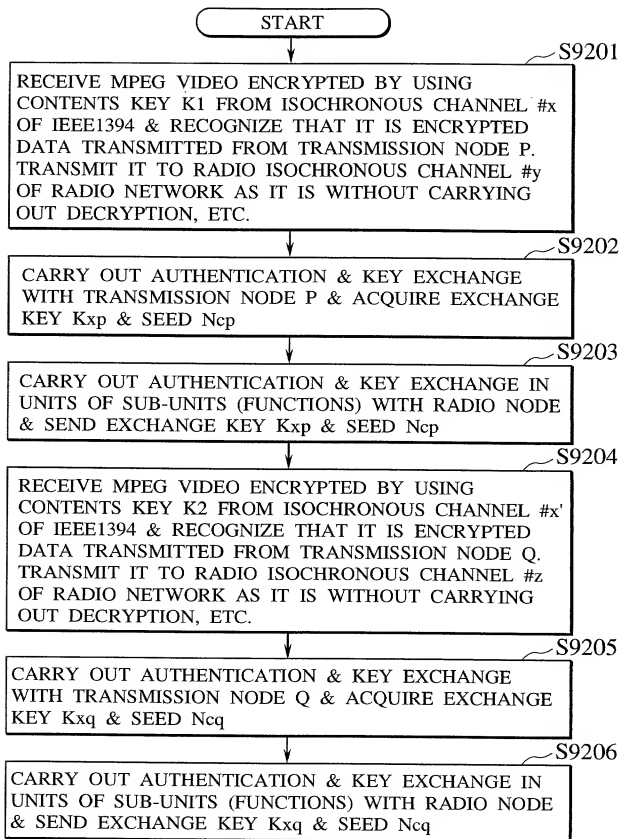 START
S9201
RECEIVE MPEG VIDEO ENCRYPTED BY USING
CONTENTS KEY K1 FROM ISOCHRONOUS CHANNEL #x
OF IEEE1394 & RECOGNIZE THAT IT IS ENCRYPTED
DATA TRANSMITTED FROM TRANSMISSION NODE P.
TRANSMIT IT TO RADIO ISOCHRONOUS CHANNEL #y
OF RADIO NETWORK AS IT IS WITHOUT CARRYING
OUT DECRYPTION, ETC.
S9202
CARRY OUT AUTHENTICATION & KEY EXCHANGE
WITH TRANSMISSION NODE P & ACQUIRE EXCHANGE
KEY Kxp & SEED Ncp
S9203
CARRY OUT AUTHENTICATION & KEY EXCHANGE IN
UNITS OF SUB-UNITS (FUNCTIONS) WITH RADIO NODE
& SEND EXCHANGE KEY Kxp & SEED Ncp
S9204
RECEIVE MPEG VIDEO ENCRYPTED BY USING
CONTENTS KEY K2 FROM ISOCHRONOUS CHANNEL #x'
OF IEEE1394 & RECOGNIZE THAT IT IS ENCRYPTED
DATA TRANSMITTED FROM TRANSMISSION NODE Q.
TRANSMIT IT TO RADIO ISOCHRONOUS CHANNEL #z
OF RADIO NETWORK AS IT IS WITHOUT CARRYING
OUT DECRYPTION, ETC.
S9205
CARRY OUT AUTHENTICATION & KEY EXCHANGE
WITH TRANSMISSION NODE Q & ACQUIRE EXCHANGE
KEY Kxq & SEED Ncq
S9206
CARRY OUT AUTHENTICATION & KEY EXCHANGE IN
UNITS OF SUB-UNITS (FUNCTIONS) WITH RADIO NODE
& SEND EXCHANGE KEY Kxq & SEED Ncq